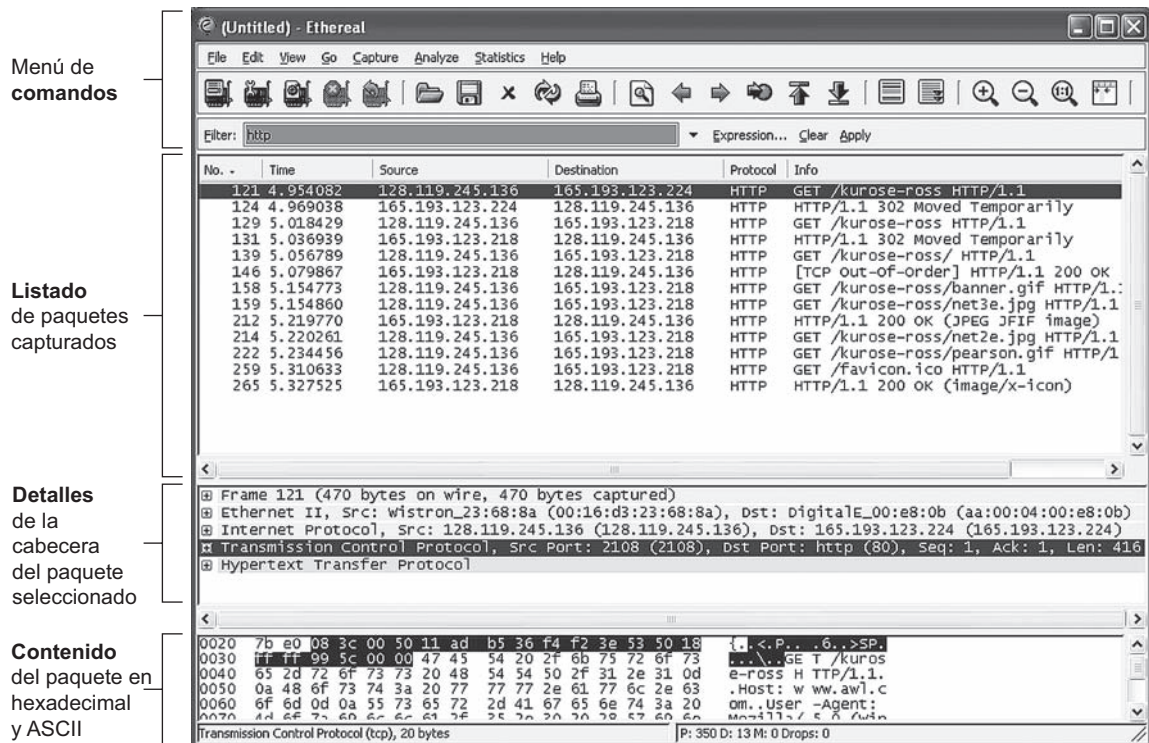 Menú de
comandos
(Untitled) - Ethereal
File Edit View Go Capture Analyze Statistics Help
Filter: http Expression... Clear Apply
Listado
de paquetes
capturados
No. Time Source Destination Protocol Info
121 4.954082 128.119.245.136 165.193.123.224 HTTP GET /kurose-ross HTTP/1.1
124 4.969038 165.193.123.224 128.119.245.136 HTTP HTTP/1.1 302 Moved Temporarily
129 5.018429 128.119.245.136 165.193.123.218 HTTP GET /kurose-ross HTTP/1.1
131 5.036939 165.193.123.218 128.119.245.136 HTTP HTTP/1.1 302 Moved Temporarily
139 5.056789 128.119.245.136 165.193.123.218 HTTP GET /kurose-ross/ HTTP/1.1
146 5.079867 165.193.123.218 128.119.245.136 HTTP [TCP Out-Of-Order] HTTP/1.1 200 OK
158 5.154773 128.119.245.136 165.193.123.218 HTTP GET /kurose-ross/banner.gif HTTP/1.
159 5.154860 128.119.245.136 165.193.123.218 HTTP GET /kurose-ross/net3e.jpg HTTP/1.1
212 5.219770 165.193.123.218 128.119.245.136 HTTP HTTP/1.1 200 OK (JPEG JFIF image)
214 5.220261 128.119.245.136 165.193.123.218 HTTP GET /kurose-ross/net2e.jpg HTTP/1.1
222 5.234456 128.119.245.136 165.193.123.218 HTTP GET /kurose-ross/pearson.gif HTTP/1
259 5.310633 128.119.245.136 165.193.123.218 HTTP GET /favicon.ico HTTP/1.1
265 5.327525 165.193.123.218 128.119.245.136 HTTP HTTP/1.1 200 OK (image/x-icon)
Detalles
de la
cabecera
del paquete
seleccionado
Frame 121 (470 bytes on wire, 470 bytes captured)
Ethernet II, Src: Wistron_23:68:8a (00:16:d3:23:68:8a), Dst: DigitalE_00:e8:0b (aa:00:04:00:e8:0b)
Internet Protocol, Src: 128.119.245.136 (128.119.245.136), Dst: 165.193.123.224 (165.193.123.224)
Transmission Control Protocol, Src Port: 2108 (2108), Dst Port: http (80), Seq: 1, Ack: 1, Len: 416
Hypertext Transfer Protocol
Contenido
del paquete en
hexadecimal
y ASCII
0020 7b e0 08 3c 00 50 11 ad b5 36 f4 f2 3e 53 50 18 {..<.P.. .6..>SP.
0030 ff ff 99 5c 00 00 47 45 54 20 2f 6b 75 72 6f 73 ...\..GE T /kuros
0040 65 2d 72 6f 73 73 20 48 54 54 50 2f 31 2e 31 0d e-ross H TTP/1.1.
0050 0a 48 6f 73 74 3a 20 77 77 77 2e 61 77 6c 2e 63 .Host: w ww.awl.c
0060 6f 6d 0d 0a 55 73 65 72 2d 41 67 65 6e 74 3a 20 om..User -Agent:
0070 4d 6f 7a 69 6c 6c 61 2f 35 2e 30 20 28 57 69 6e Mozilla/ 5.0 (Win
Transmission Control Protocol (tcp), 20 bytes P: 350 D: 13 M: 0 Drops: 0